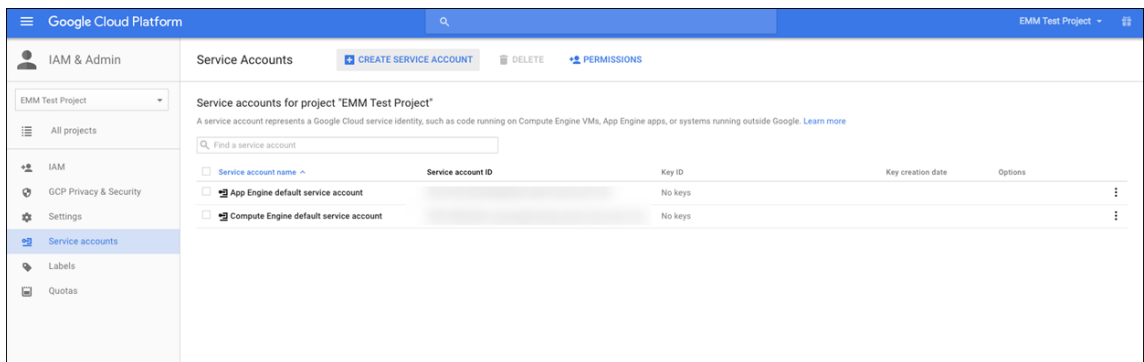 Google Cloud Platform
EMM Test Project
IAM & Admin
Service Accounts
CREATE SERVICE ACCOUNT
DELETE
PERMISSIONS
EMM Test Project
All projects
IAM
GCP Privacy & Security
Settings
Service accounts
Labels
Quotas
Service accounts for project "EMM Test Project"
A service account represents a Google Cloud service identity, such as code running on Compute Engine VMs, App Engine apps, or systems running outside Google. Learn more
Find a service account
Service account name Service account ID Key ID Key creation date Options
App Engine default service account No keys
Compute Engine default service account No keys